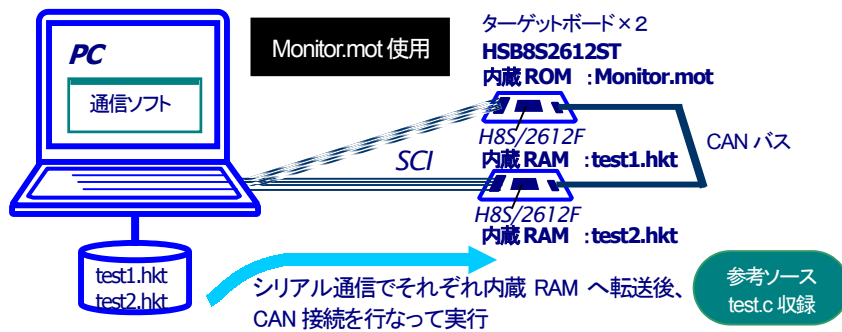 PC
通信ソフト
Monitor.mot 使用
ターゲットボード×2
HSB8S2612ST
内蔵 ROM :Monitor.mot
H8S/2612F
内蔵 RAM :test1.hkt
SCI
CAN バス
H8S/2612F
内蔵 RAM :test2.hkt
test1.hkt
test2.hkt
シリアル通信でそれぞれ内蔵 RAM へ転送後、
CAN 接続を行なって実行
参考ソース
test.c 収録